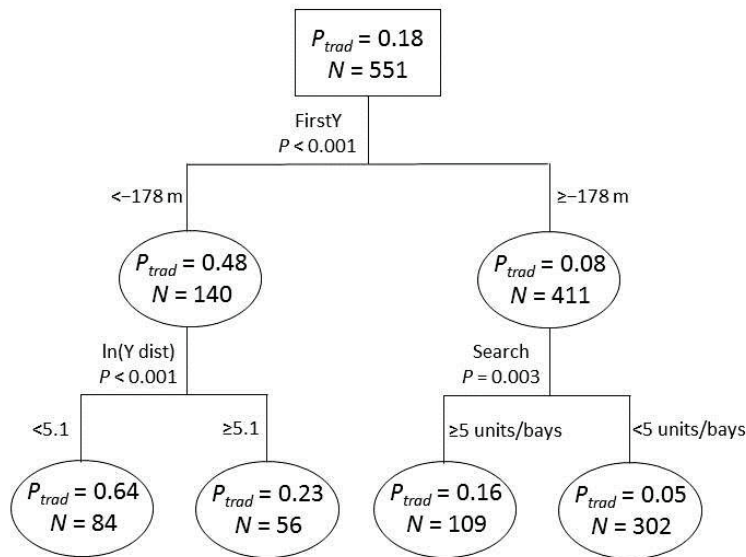 P_trad = 0.18
N = 551
FirstY
P < 0.001
<−178 m
≥−178 m
P_trad = 0.48
N = 140
P_trad = 0.08
N = 411
ln(Y dist)
P < 0.001
Search
P = 0.003
<5.1
≥5.1
≥5 units/bays
<5 units/bays
P_trad = 0.64
N = 84
P_trad = 0.23
N = 56
P_trad = 0.16
N = 109
P_trad = 0.05
N = 302